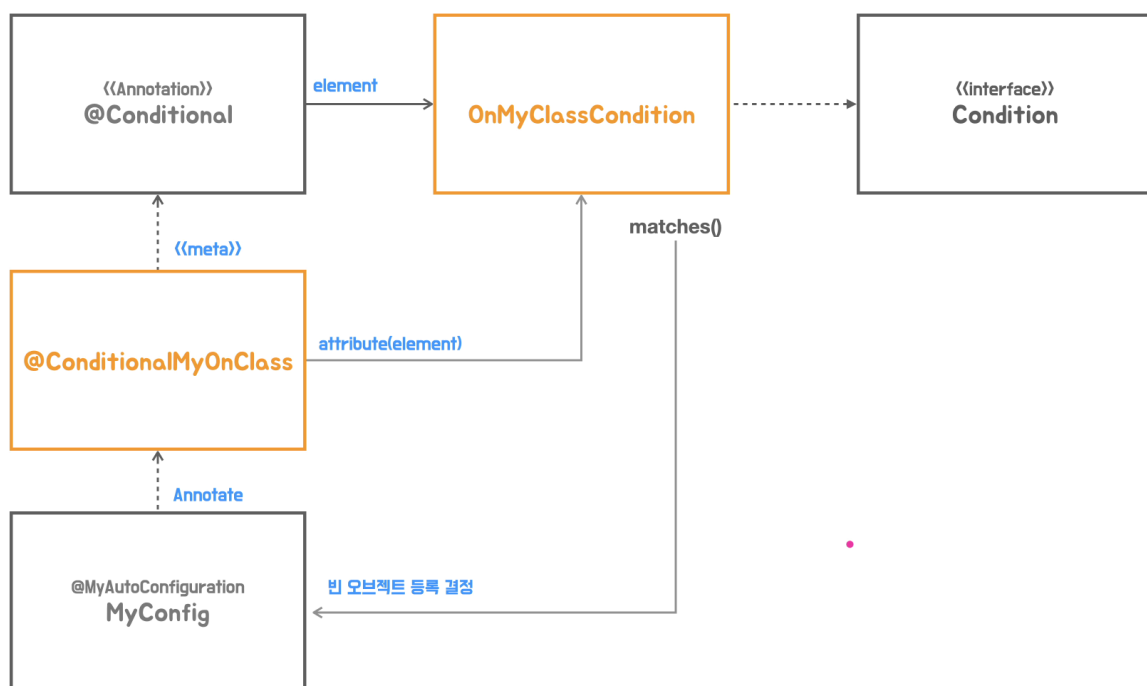 《Annotation》
@Conditional
element
OnMyClassCondition
《interface》
Condition
matches()
《meta》
@ConditionalMyOnClass
attribute(element)
Annotate
@MyAutoConfiguration
MyConfig
빈 오브젝트 등록 결정